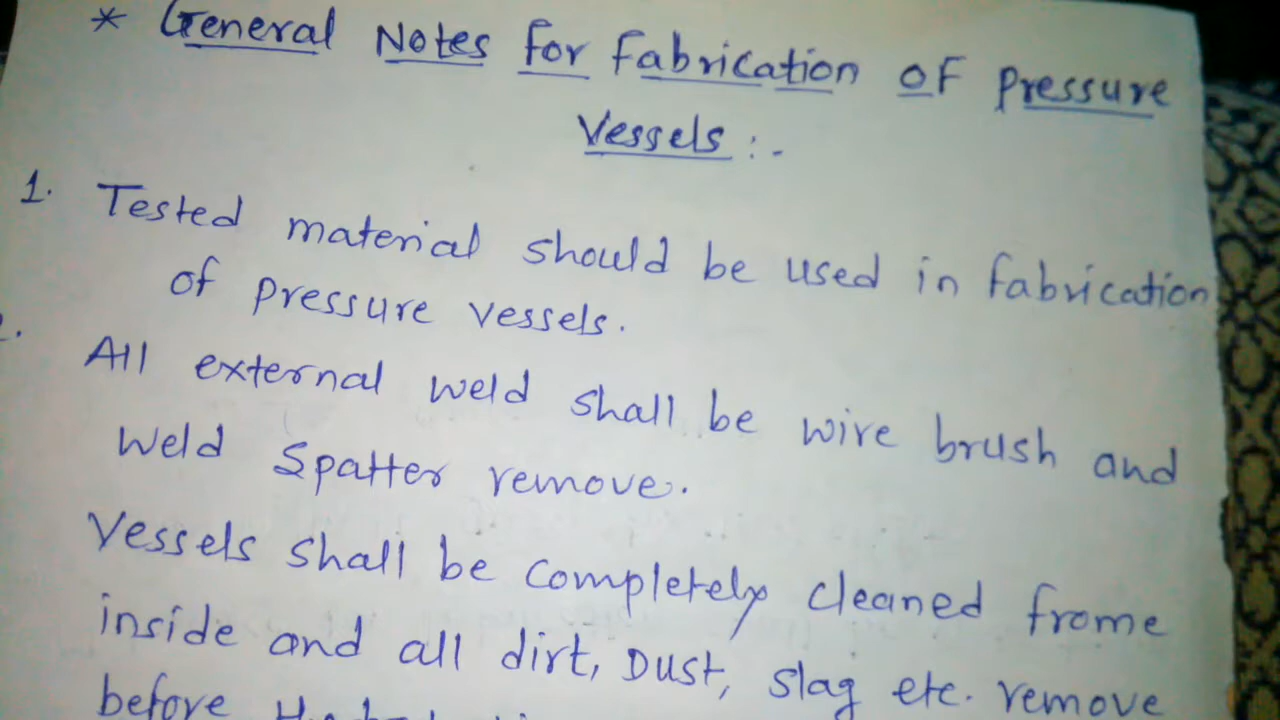 * General Notes for Fabrication of Pressure
Vessels :-
1. Tested material should be used in fabrication
of pressure vessels.
All external weld shall be wire brush and
weld spatter remove.
Vessels shall be completely cleaned frome
inside and all dirt, Dust, slag etc. remove
before